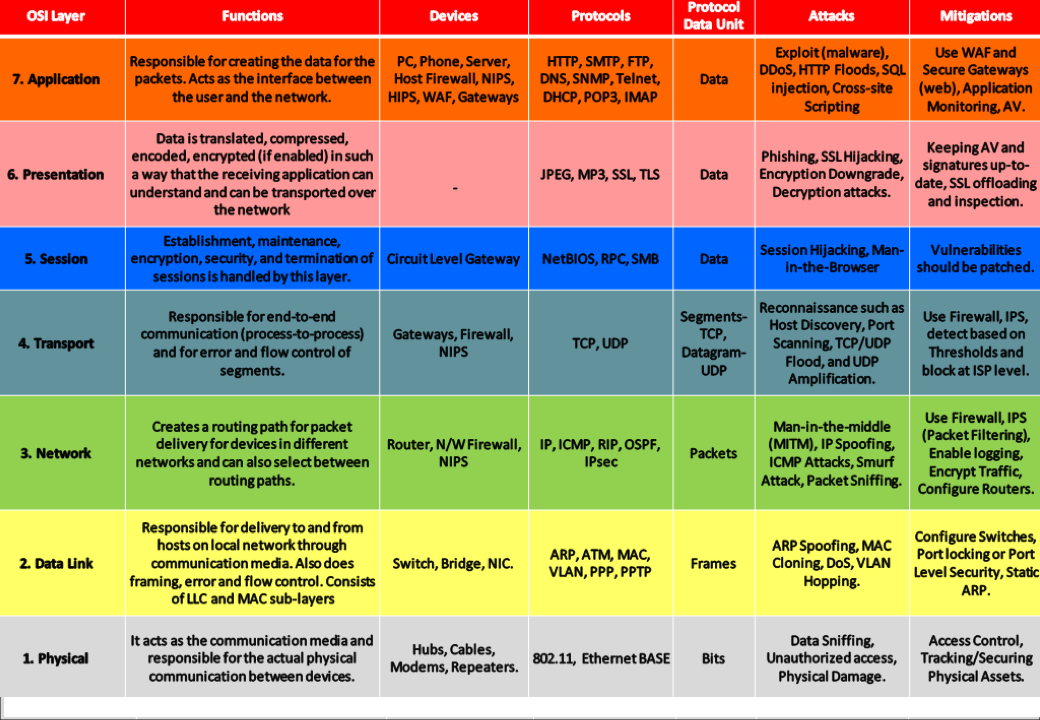 OSI Layer
Functions
Devices
Protocols
Protocol
Data Unit
Attacks
Mitigations
7. Application
Responsible for creating the data for the
packets. Acts as the interface between
the user and the network.
PC, Phone, Server,
Host Firewall, NIPS,
HIPS, WAF, Gateways
HTTP, SMTP, FTP,
DNS, SNMP, Telnet,
DHCP, POP3, IMAP
Data
Exploit (malware),
DDoS, HTTP Floods, SQL
injection, Cross-site
Scripting
Use WAF and
Secure Gateways
(web), Application
Monitoring, AV.
6. Presentation
Data is translated, compressed,
encoded, encrypted (if enabled) in such
a way that the receiving application can
understand and can be transported over
the network
-
JPEG, MP3, SSL, TLS
Data
Phishing, SSL Hijacking,
Encryption Downgrade,
Decryption attacks.
Keeping AV and
signatures up-to-
date, SSL offloading
and inspection.
5. Session
Establishment, maintenance,
encryption, security, and termination of
sessions is handled by this layer.
Circuit Level Gateway
NetBIOS, RPC, SMB
Data
Session Hijacking, Man-
in-the-Browser
Vulnerabilities
should be patched.
4. Transport
Responsible for end-to-end
communication (process-to-process)
and for error and flow control of
segments.
Gateways, Firewall,
NIPS
TCP, UDP
Segments-
TCP,
Datagram-
UDP
Reconnaissance such as
Host Discovery, Port
Scanning, TCP/UDP
Flood, and UDP
Amplification.
Use Firewall, IPS,
detect based on
Thresholds and
block at ISP level.
3. Network
Creates a routing path for packet
delivery for devices in different
networks and can also select between
routing paths.
Router, N/W Firewall,
NIPS
IP, ICMP, RIP, OSPF,
IPsec
Packets
Man-in-the-middle
(MITM), IP Spoofing,
ICMP Attacks, Smurf
Attack, Packet Sniffing.
Use Firewall, IPS
(Packet Filtering),
Enable logging,
Encrypt Traffic,
Configure Routers.
2. Data Link
Responsible for delivery to and from
hosts on local network through
communication media. Also does
framing, error and flow control. Consists
of LLC and MAC sub-layers
Switch, Bridge, NIC.
ARP, ATM, MAC,
VLAN, PPP, PPTP
Frames
ARP Spoofing, MAC
Cloning, DoS, VLAN
Hopping.
Configure Switches,
Port locking or Port
Level Security, Static
ARP.
1. Physical
It acts as the communication media and
responsible for the actual physical
communication between devices.
Hubs, Cables,
Modems, Repeaters.
802.11, Ethernet BASE
Bits
Data Sniffing,
Unauthorized access,
Physical Damage.
Access Control,
Tracking/Securing
Physical Assets.